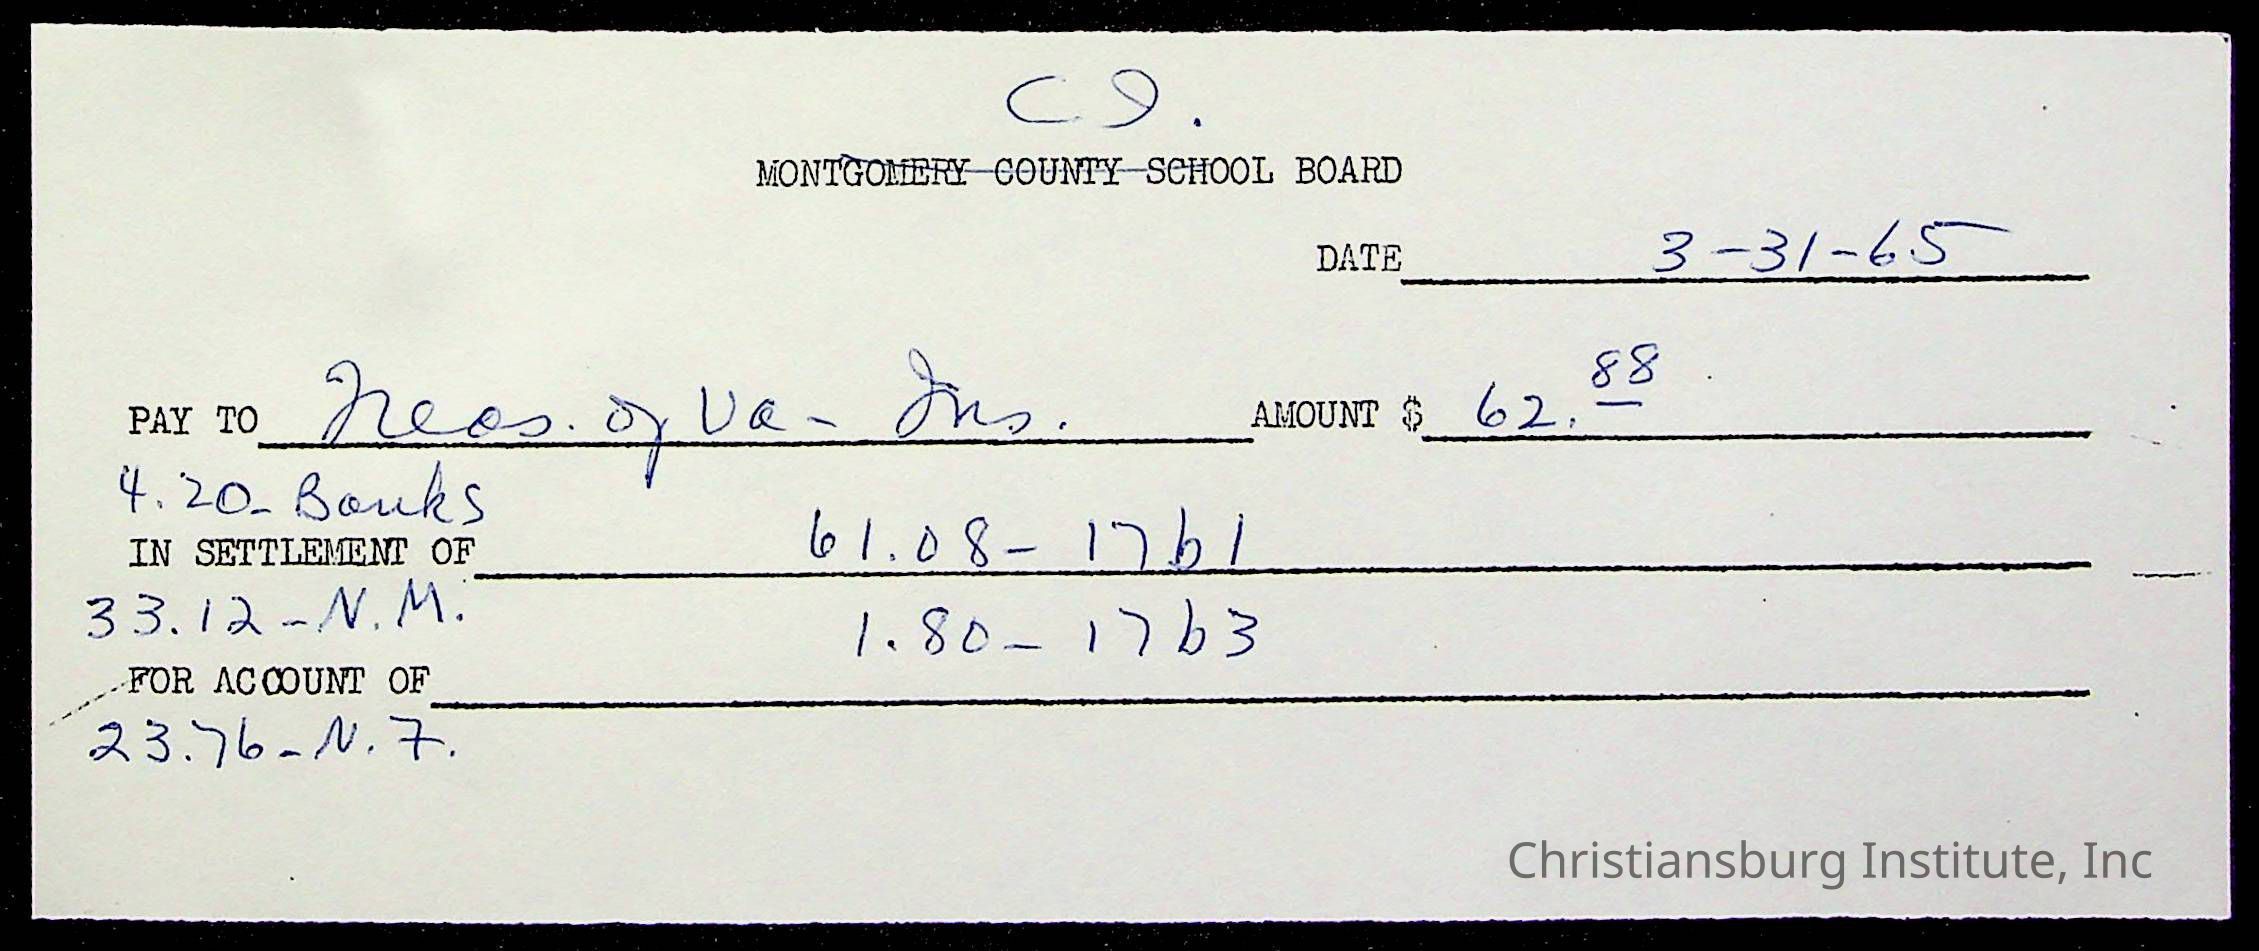 C I.
MONTGOMERY COUNTY SCHOOL BOARD
DATE 3-31-65
PAY TO Treas. of Va- Ins. AMOUNT $ 62.88
4.20- Banks
IN SETTLEMENT OF 61.08- 1761
33.12-N.M. 1.80- 1763
FOR ACCOUNT OF
23.76-N.F.
Christiansburg Institute, Inc